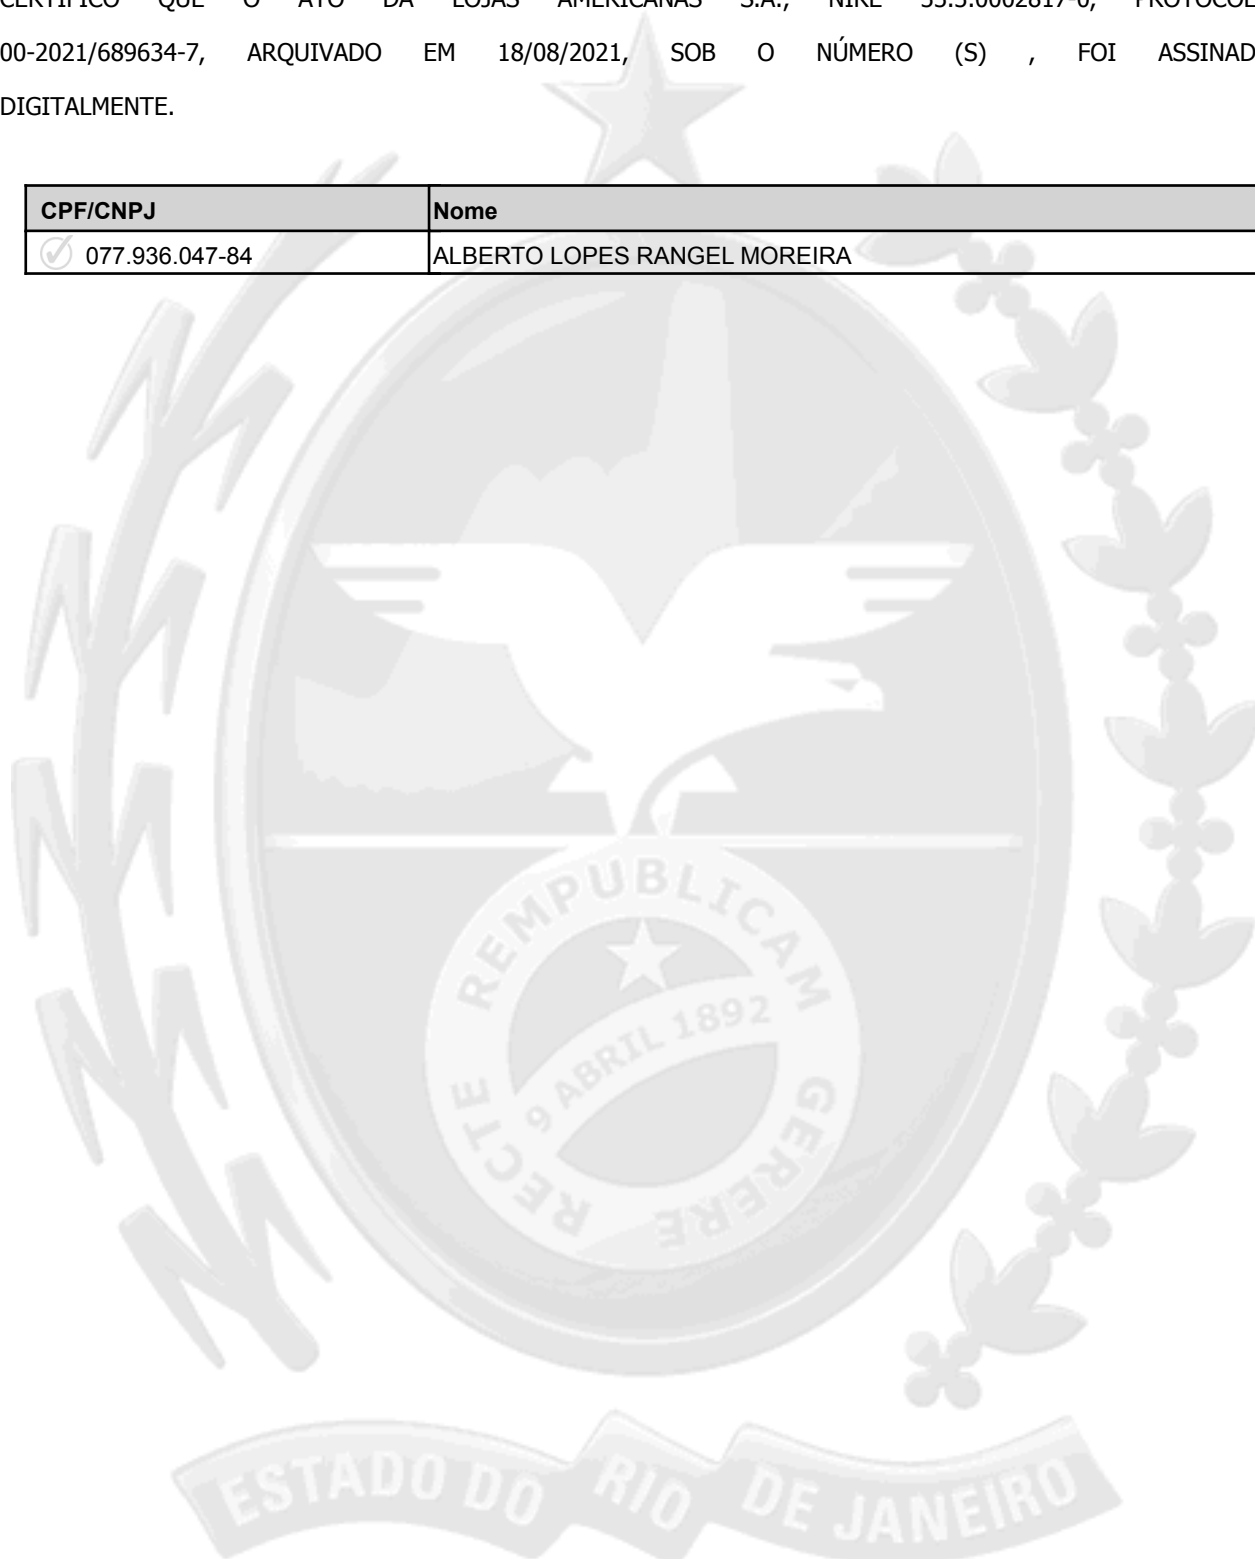 CERTIFICO QUE O ATO DA LOJAS AMERICANAS S.A., NIRE 33.3.0002817-0, PROTOCOL
00-2021/689634-7, ARQUIVADO EM 18/08/2021, SOB O NÚMERO (S) , FOI ASSINAD
DIGITALMENTE.
CPF/CNPJ Nome
077.936.047-84 ALBERTO LOPES RANGEL MOREIRA
RECTE REMPUBLICAM GERERE
9 ABRIL 1892
ESTADO DO RIO DE JANEIRO